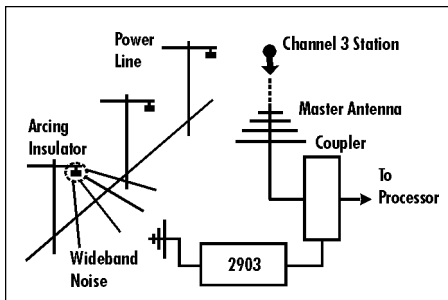 Power
Line
Channel 3 Station
Master Antenna
Arcing
Insulator
Coupler
To
Processor
Wideband
Noise
2903